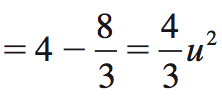 = 4 − 8/3 = 4/3 u²